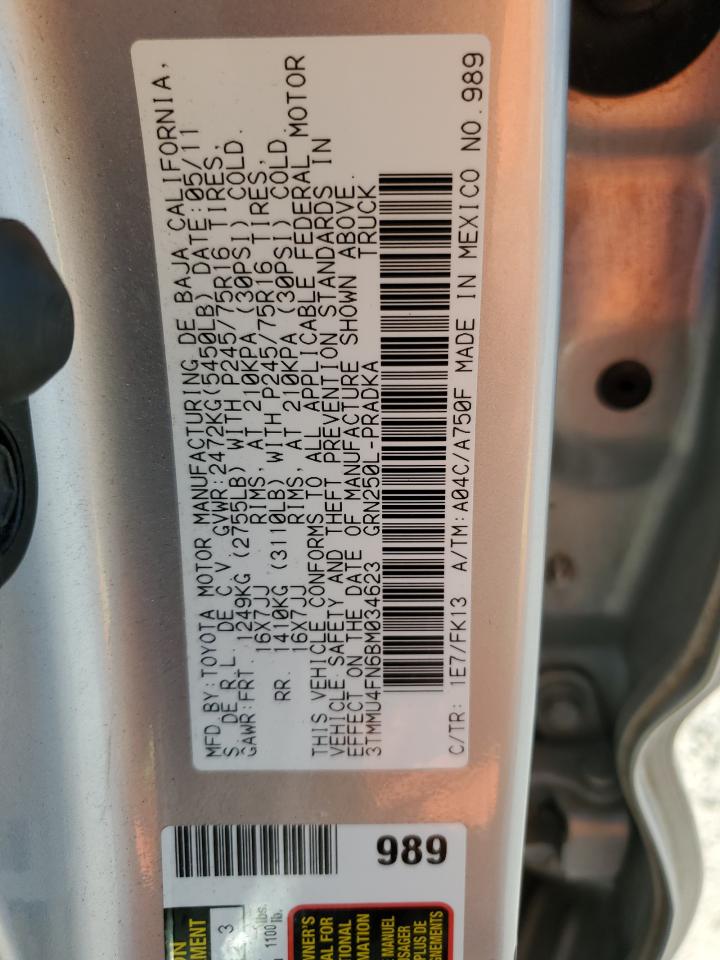 MFD.BY:TOYOTA MOTOR MANUFACTURING DE BAJA CALIFORNIA,
S.DE R.L. DE C.V. GVWR:2472KG(5450LB) DATE:05/11
GAWR:FRT. 1249KG (2755LB) WITH P245/75R16 TIRES,
16X7JJ RIMS, AT 210KPA (30PSI) COLD.
RR. 1410KG (3110LB) WITH P245/75R16 TIRES,
16X7JJ RIMS, AT 210KPA (30PSI) COLD.
THIS VEHICLE CONFORMS TO ALL APPLICABLE FEDERAL MOTOR
VEHICLE SAFETY AND THEFT PREVENTION STANDARDS IN
EFFECT ON THE DATE OF MANUFACTURE SHOWN ABOVE.
3TMMU4FN6BM034623 GRN250L-PRADKA TRUCK
C/TR: 1E7/FK13 A/TM:A04C/A750F MADE IN MEXICO NO.989
989
3
lbs.
1100 lb.